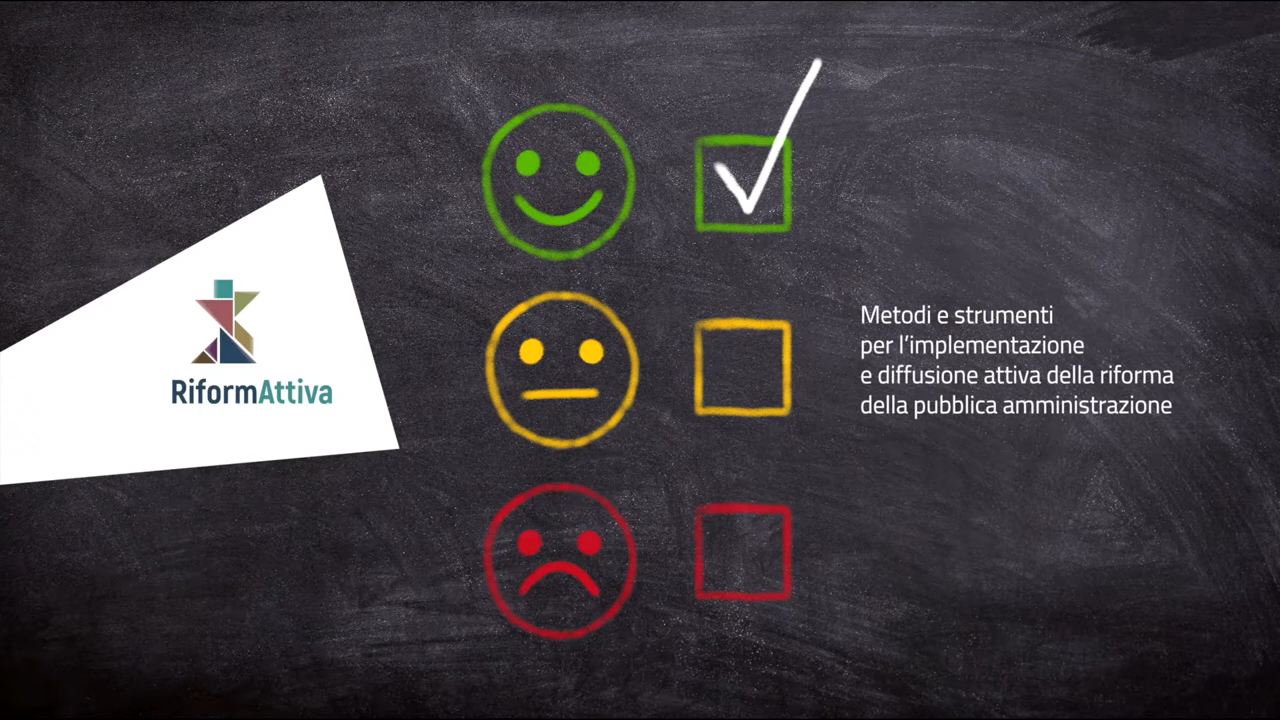 RiformAttiva
Metodi e strumenti
per l’implementazione
e diffusione attiva della riforma
della pubblica amministrazione